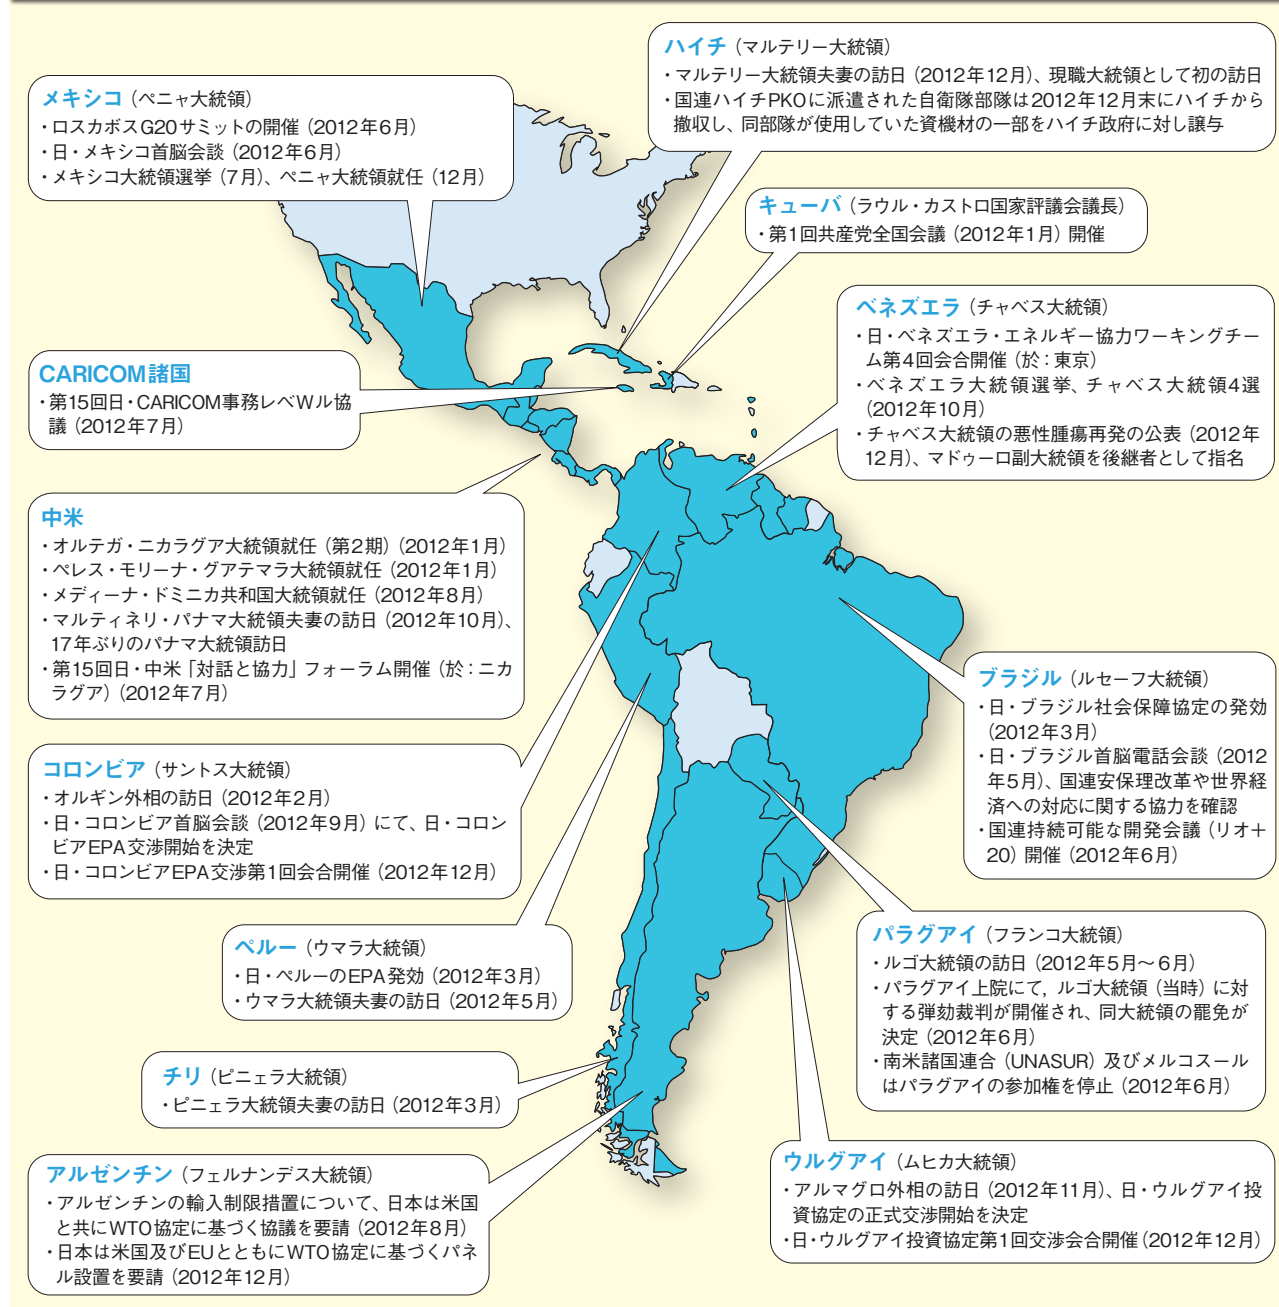 ハイチ（マルテリー大統領）
・マルテリー大統領夫妻の訪日（2012年12月）、現職大統領として初の訪日
・国連ハイチPKOに派遣された自衛隊部隊は2012年12月末にハイチから
撤収し、同部隊が使用していた資機材の一部をハイチ政府に対し譲与
メキシコ（ペニャ大統領）
・ロスカボスG20サミットの開催（2012年6月）
・日・メキシコ首脳会談（2012年6月）
・メキシコ大統領選挙（7月）、ペニャ大統領就任（12月）
キューバ（ラウル・カストロ国家評議会議長）
・第1回共産党全国会議（2012年1月）開催
ベネズエラ（チャベス大統領）
・日・ベネズエラ・エネルギー協力ワーキングチー
ム第4回会合開催（於：東京）
・ベネズエラ大統領選挙、チャベス大統領4選
（2012年10月）
・チャベス大統領の悪性腫瘍再発の公表（2012年
12月）、マドゥーロ副大統領を後継者として指名
CARICOM諸国
・第15回日・CARICOM事務レベWル協
議（2012年7月）
中米
・オルテガ・ニカラグア大統領就任（第2期）（2012年1月）
・ペレス・モリーナ・グアテマラ大統領就任（2012年1月）
・メディーナ・ドミニカ共和国大統領就任（2012年8月）
・マルティネリ・パナマ大統領夫妻の訪日（2012年10月）、
17年ぶりのパナマ大統領訪日
・第15回日・中米「対話と協力」フォーラム開催（於：ニカ
ラグア）（2012年7月）
ブラジル（ルセーフ大統領）
・日・ブラジル社会保障協定の発効
（2012年3月）
・日・ブラジル首脳電話会談（2012
年5月）、国連安保理改革や世界経
済への対応に関する協力を確認
・国連持続可能な開発会議（リオ＋
20）開催（2012年6月）
コロンビア（サントス大統領）
・オルギン外相の訪日（2012年2月）
・日・コロンビア首脳会談（2012年9月）にて、日・コロン
ビアEPA交渉開始を決定
・日・コロンビアEPA交渉第1回会合開催（2012年12月）
ペルー（ウマラ大統領）
・日・ペルーのEPA発効（2012年3月）
・ウマラ大統領夫妻の訪日（2012年5月）
パラグアイ（フランコ大統領）
・ルゴ大統領の訪日（2012年5月～6月）
・パラグアイ上院にて，ルゴ大統領（当時）に対
する弾劾裁判が開催され、同大統領の罷免が
決定（2012年6月）
・南米諸国連合（UNASUR）及びメルコスール
はパラグアイの参加権を停止（2012年6月）
チリ（ピニェラ大統領）
・ピニェラ大統領夫妻の訪日（2012年3月）
アルゼンチン（フェルナンデス大統領）
・アルゼンチンの輸入制限措置について、日本は米国
と共にWTO協定に基づく協議を要請（2012年8月）
・日本は米国及びEUとともにWTO協定に基づくパネ
ル設置を要請（2012年12月）
ウルグアイ（ムヒカ大統領）
・アルマグロ外相の訪日（2012年11月）、日・ウルグアイ投
資協定の正式交渉開始を決定
・日・ウルグアイ投資協定第1回交渉会合開催（2012年12月）